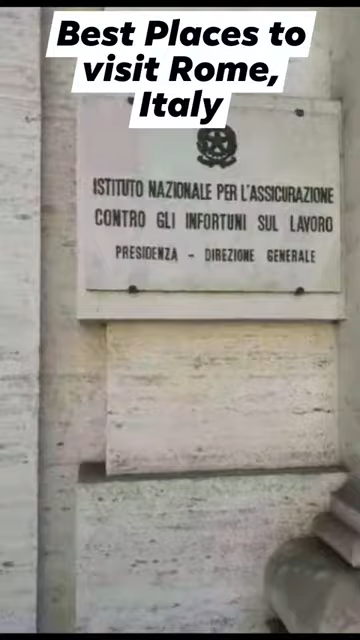 Best Places to
visit Rome,
Italy
ISTITUTO NAZIONALE PER L'ASSICURAZIONE
CONTRO GLI INFORTUNI SUL LAVORO
PRESIDENZA - DIREZIONE GENERALE